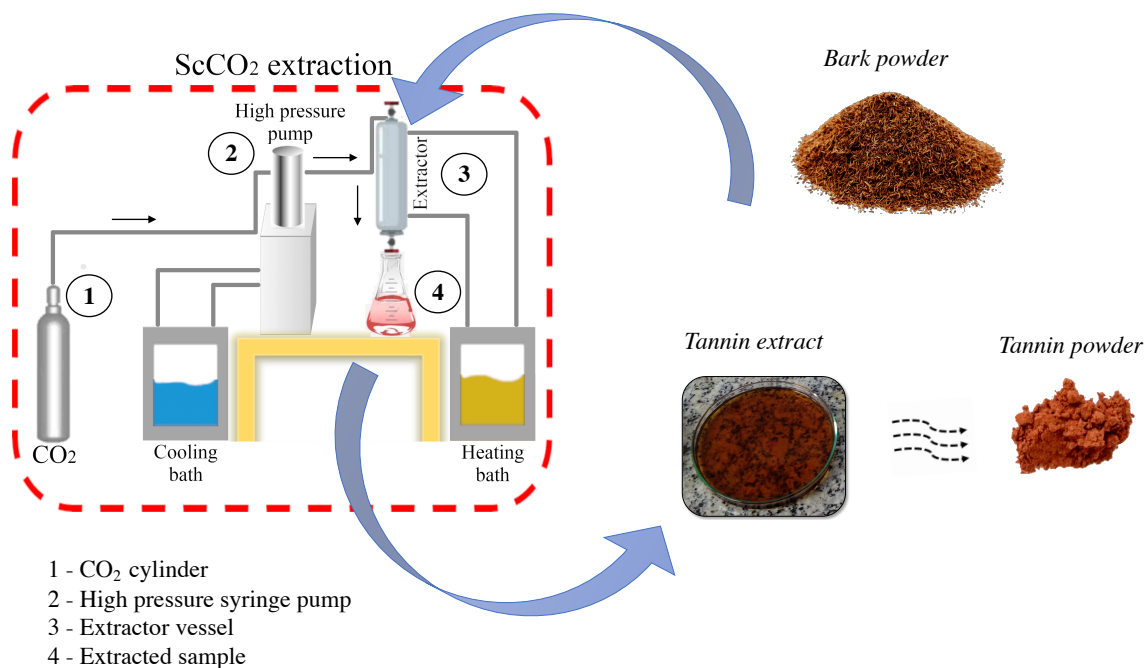 ScCO₂ extraction
Bark powder
High pressure
pump
2
Extractor
3
1
4
Tannin extract
Tannin powder
CO₂
Cooling
bath
Heating
bath
1 - CO₂ cylinder
2 - High pressure syringe pump
3 - Extractor vessel
4 - Extracted sample